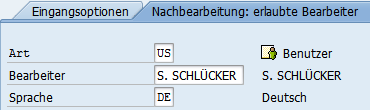 Eingangsoptionen Nachbearbeitung: erlaubte Bearbeiter
Art US Benutzer
Bearbeiter S. SCHLÜCKER S. SCHLÜCKER
Sprache DE Deutsch